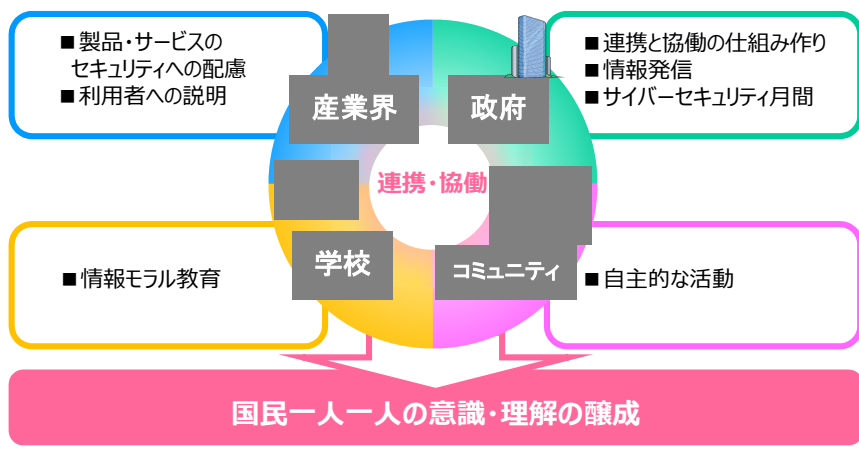 ■ 製品・サービスの
セキュリティへの配慮
■ 利用者への説明
産業界
政府
■ 連携と協働の仕組み作り
■ 情報発信
■ サイバーセキュリティ月間
連携・協働
■ 情報モラル教育
学校
コミュニティ
■ 自主的な活動
国民一人一人の意識・理解の醸成